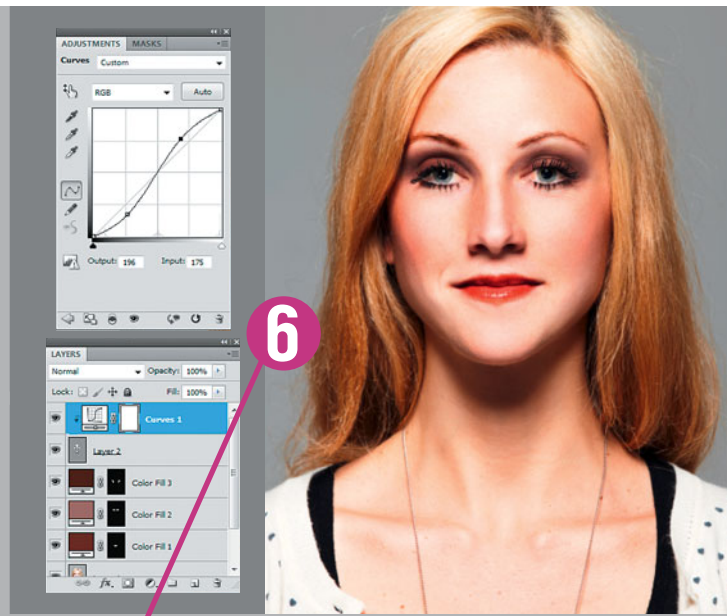 ADJUSTMENTS MASKS
Curves Custom
RGB Auto
Output: 196 Input: 175
6
LAYERS
Normal Opacity: 100%
Lock: Fill: 100%
Curves 1
Layer 2
Color Fill 3
Color Fill 2
Color Fill 1
fx.